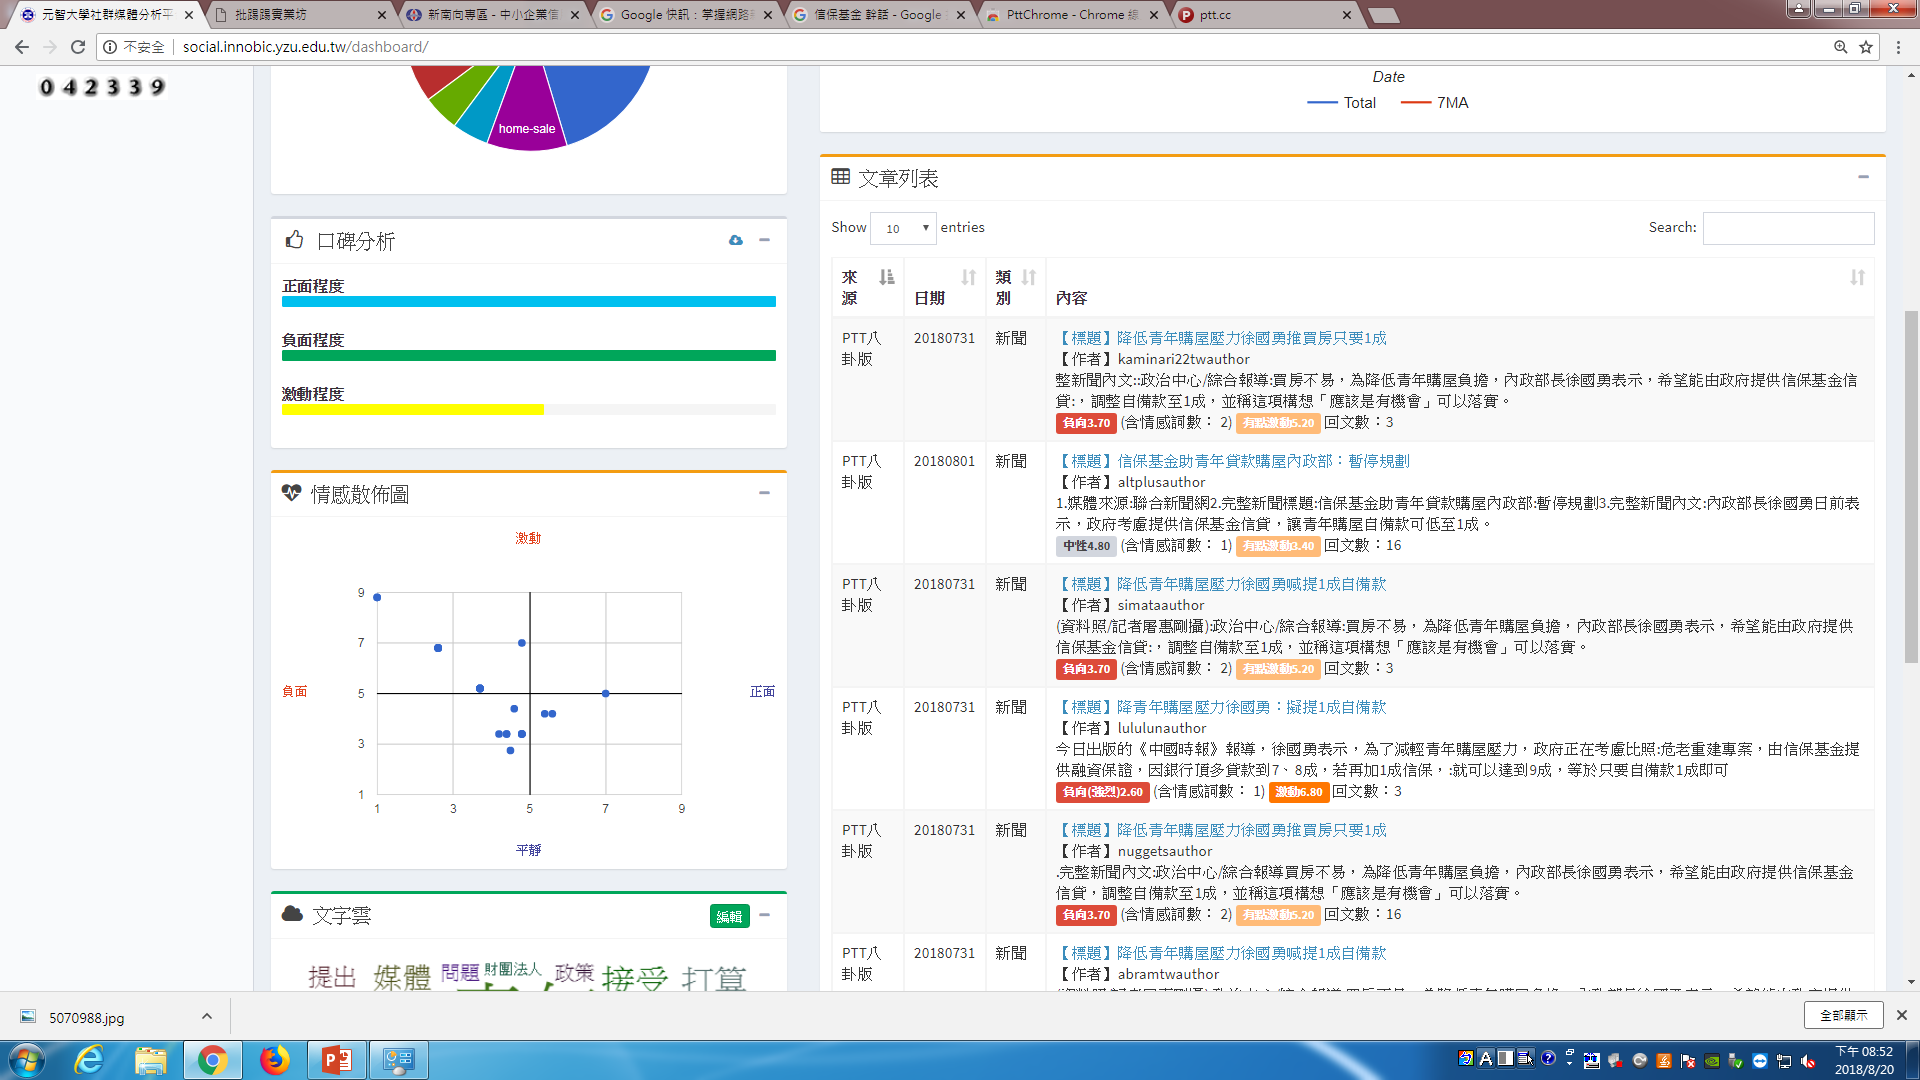 元智大學社群媒體分析平
批踢踢實業坊
新南向專區 - 中小企業信
Google 快訊：掌握網路
信保基金 幹話 - Google
PttChrome - Chrome 線
ptt.cc
不安全 social.innobic.yzu.edu.tw/dashboard/
042339
home-sale
Date
Total 7MA
口碑分析
正面程度
負面程度
激動程度
情感散佈圖
激動
9
7
負面 5 正面
3
1
1 3 5 7 9
平靜
文字雲 編輯
提出 媒體 問題 財團法人 政策 接受 打算
文章列表
Show 10 entries Search:
來源 日期 類別 內容
PTT八卦版 20180731 新聞
【標題】降低青年購屋壓力徐國勇推買房只要1成
【作者】kaminari22twauthor
整新聞內文::政治中心/綜合報導:買房不易，為降低青年購屋負擔，內政部長徐國勇表示，希望能由政府提供信保基金信
貸:，調整自備款至1成，並稱這項構想「應該是有機會」可以落實。
負向3.70 (含情感詞數： 2) 有點激動5.20 回文數：3
PTT八卦版 20180801 新聞
【標題】信保基金助青年貸款購屋內政部：暫停規劃
【作者】altplusauthor
1.媒體來源:聯合新聞網2.完整新聞標題:信保基金助青年貸款購屋內政部:暫停規劃3.完整新聞內文:內政部長徐國勇日前表
示，政府考慮提供信保基金信貸，讓青年購屋自備款可低至1成。
中性4.80 (含情感詞數： 1) 有點激動3.40 回文數：16
PTT八卦版 20180731 新聞
【標題】降低青年購屋壓力徐國勇喊提1成自備款
【作者】simataauthor
(資料照/記者屠惠剛攝):政治中心/綜合報導:買房不易，為降低青年購屋負擔，內政部長徐國勇表示，希望能由政府提供
信保基金信貸:，調整自備款至1成，並稱這項構想「應該是有機會」可以落實。
負向3.70 (含情感詞數： 2) 有點激動5.20 回文數：3
PTT八卦版 20180731 新聞
【標題】降青年購屋壓力徐國勇：擬提1成自備款
【作者】lululunauthor
今日出版的《中國時報》報導，徐國勇表示，為了減輕青年購屋壓力，政府正在考慮比照:危老重建專案，由信保基金提
供融資保證，因銀行頂多貸款到7、8成，若再加1成信保，:就可以達到9成，等於只要自備款1成即可
負向(強烈)2.60 (含情感詞數： 1) 激動6.80 回文數：3
PTT八卦版 20180731 新聞
【標題】降低青年購屋壓力徐國勇推買房只要1成
【作者】nuggetsauthor
.完整新聞內文:政治中心/綜合報導買房不易，為降低青年購屋負擔，內政部長徐國勇表示，希望能由政府提供信保基金
信貸，調整自備款至1成，並稱這項構想「應該是有機會」可以落實。
負向3.70 (含情感詞數： 2) 有點激動5.20 回文數：16
PTT八卦版 20180731 新聞
【標題】降低青年購屋壓力徐國勇喊提1成自備款
【作者】abramtwauthor
5070988.jpg
全部顯示
下午 08:52
2018/8/20